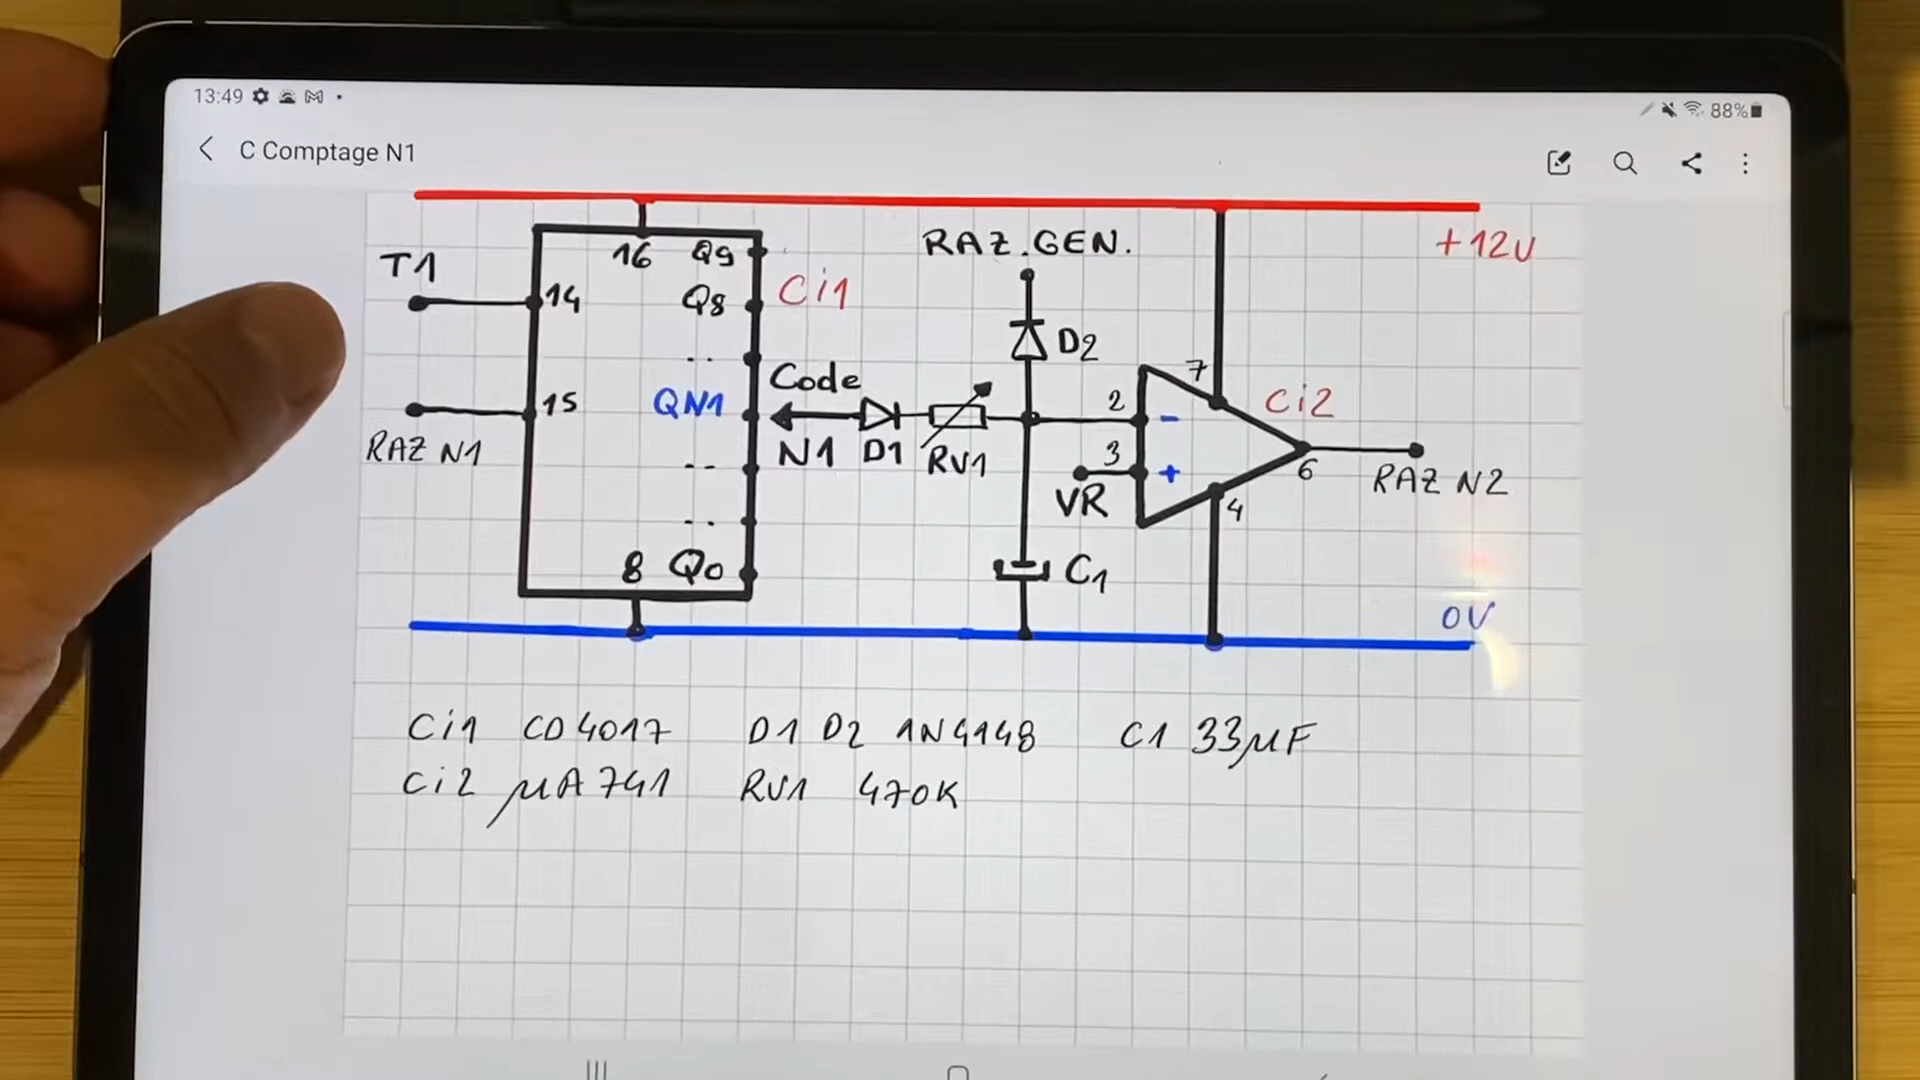 13:49
88%
C Comptage N1
+12V
RAZ.GEN.
T1
16 Q9
Ci1
14 Q8
D2
Code
7
Ci2
15 QN1
2 -
RAZ N1
N1 D1 RV1
3 +
VR
6
RAZ N2
4
8 Q0
C1
0V
Ci1 CD4017 D1 D2 1N4148 C1 33µF
Ci2 µA741 RV1 470K